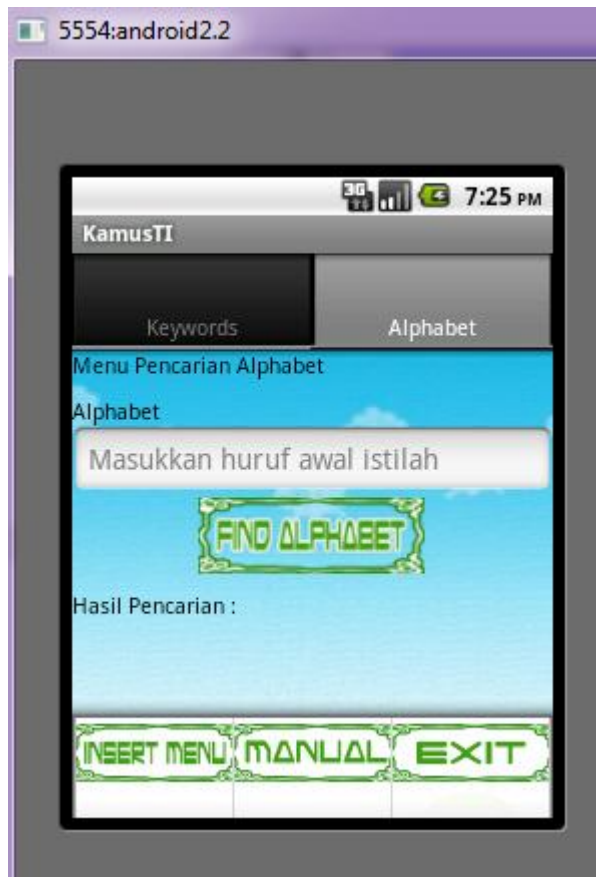 5554:android2.2
3G 7:25 PM
KamusTI
Keywords Alphabet
Menu Pencarian Alphabet
Alphabet
Masukkan huruf awal istilah
FIND ALPHABET
Hasil Pencarian :
INSERT MENU MANUAL EXIT